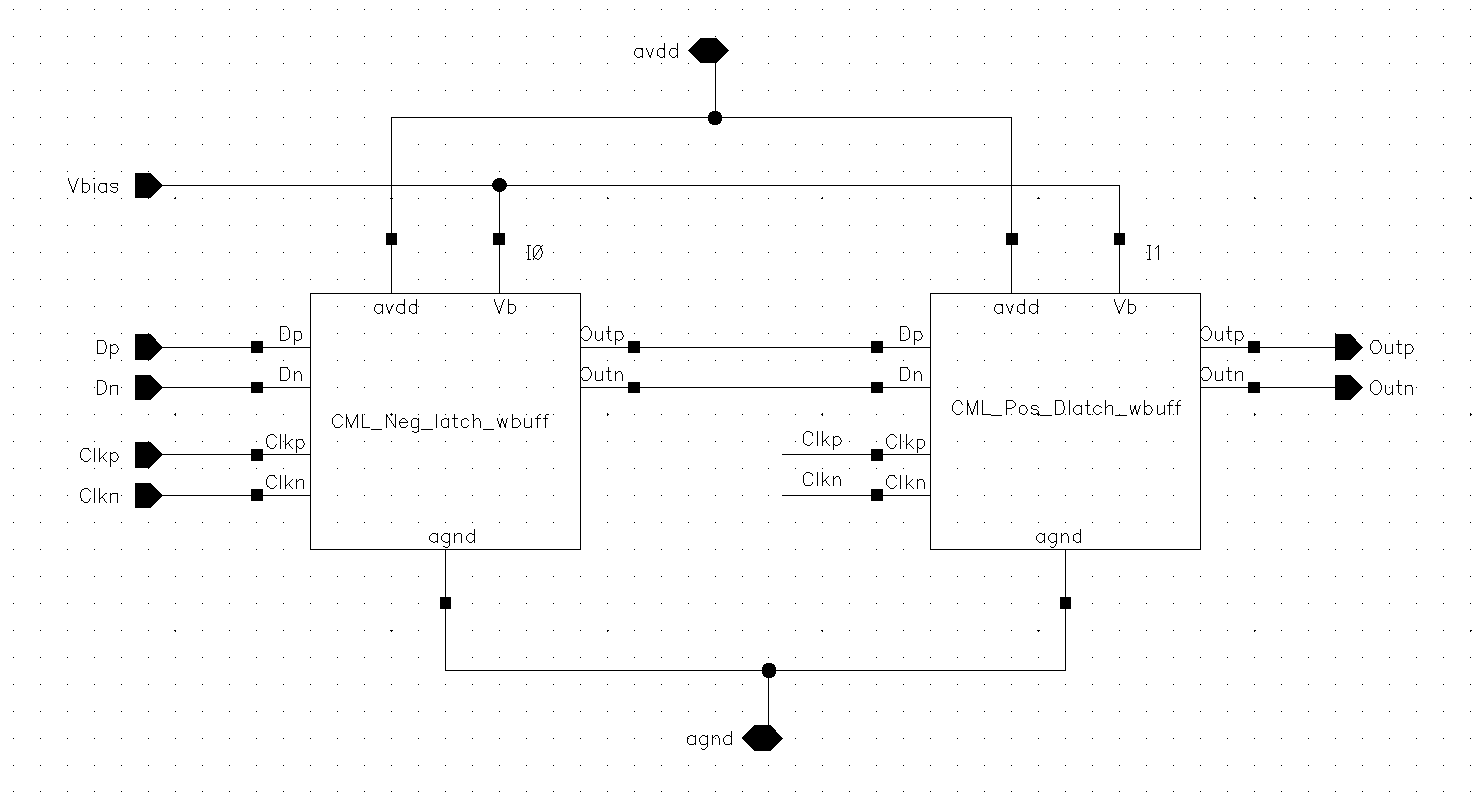 avdd
Vbias
I0
I1
avdd Vb
avdd Vb
Dp Dp Outp Dp Outp Outp
Dn Dn Outn Dn Outn Outn
CML_Neg_latch_wbuff
CML_Pos_Dlatch_wbuff
Clkp Clkp Clkp Clkp
Clkn Clkn Clkn Clkn
agnd
agnd
agnd